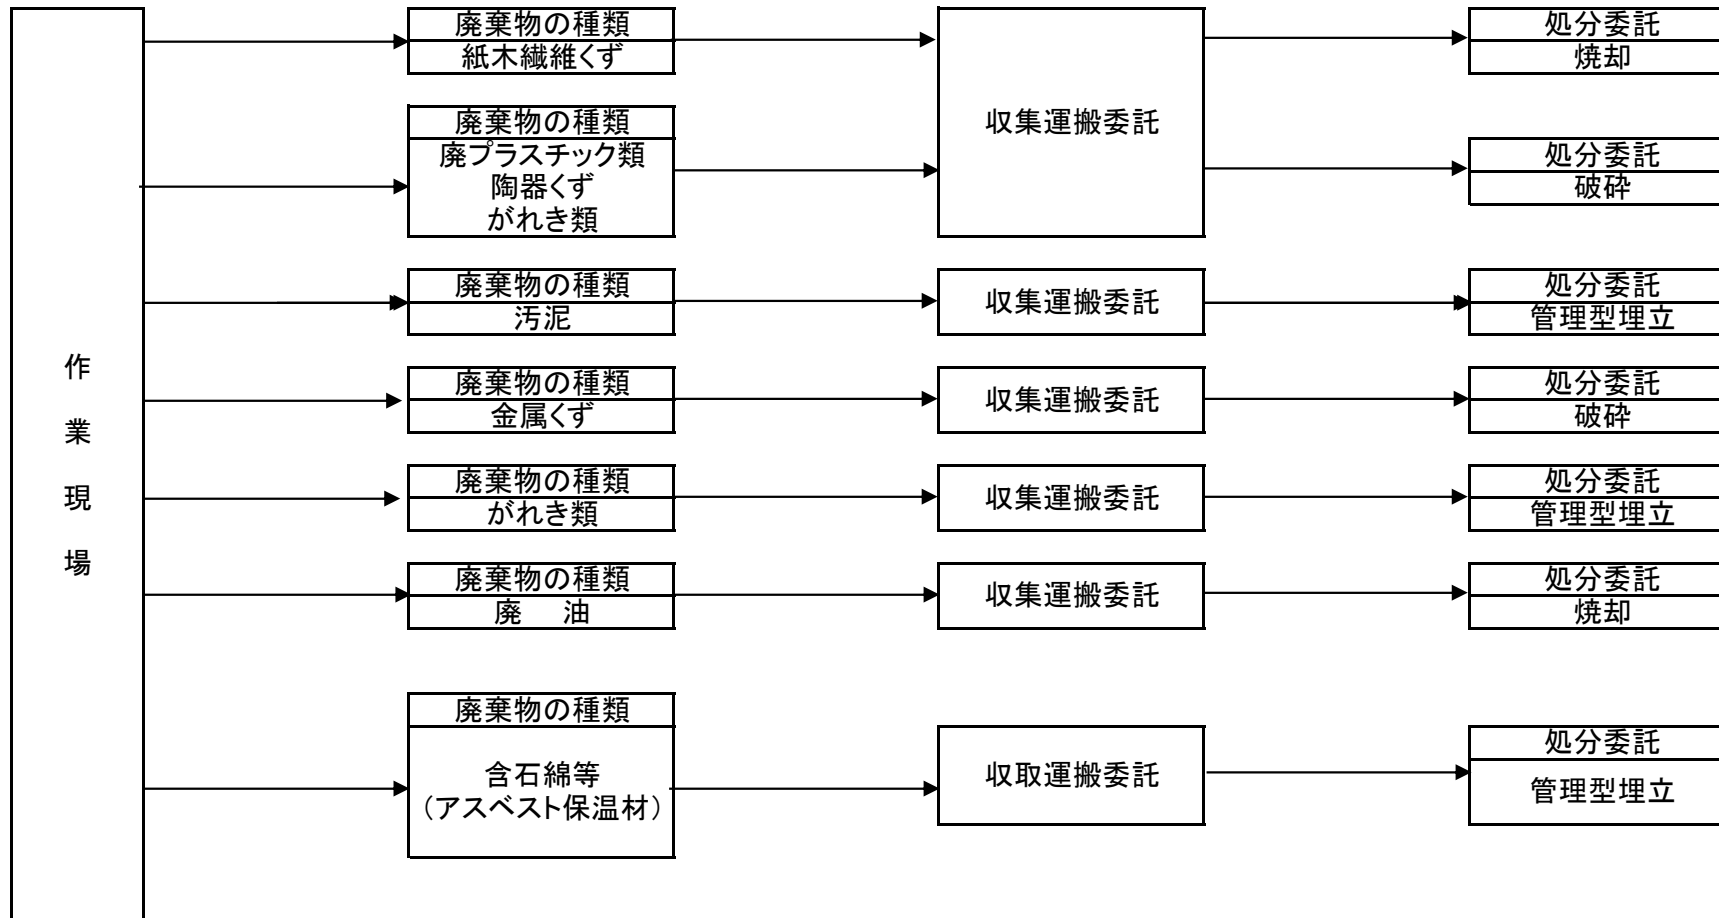 作
業
現
場
廃棄物の種類
紙木繊維くず
廃棄物の種類
廃プラスチック類
陶器くず
がれき類
収集運搬委託
処分委託
焼却
処分委託
破砕
廃棄物の種類
汚泥
収集運搬委託
処分委託
管理型埋立
廃棄物の種類
金属くず
収集運搬委託
処分委託
破砕
廃棄物の種類
がれき類
収集運搬委託
処分委託
管理型埋立
廃棄物の種類
廃　油
収集運搬委託
処分委託
焼却
廃棄物の種類
含石綿等
（アスベスト保温材）
収取運搬委託
処分委託
管理型埋立